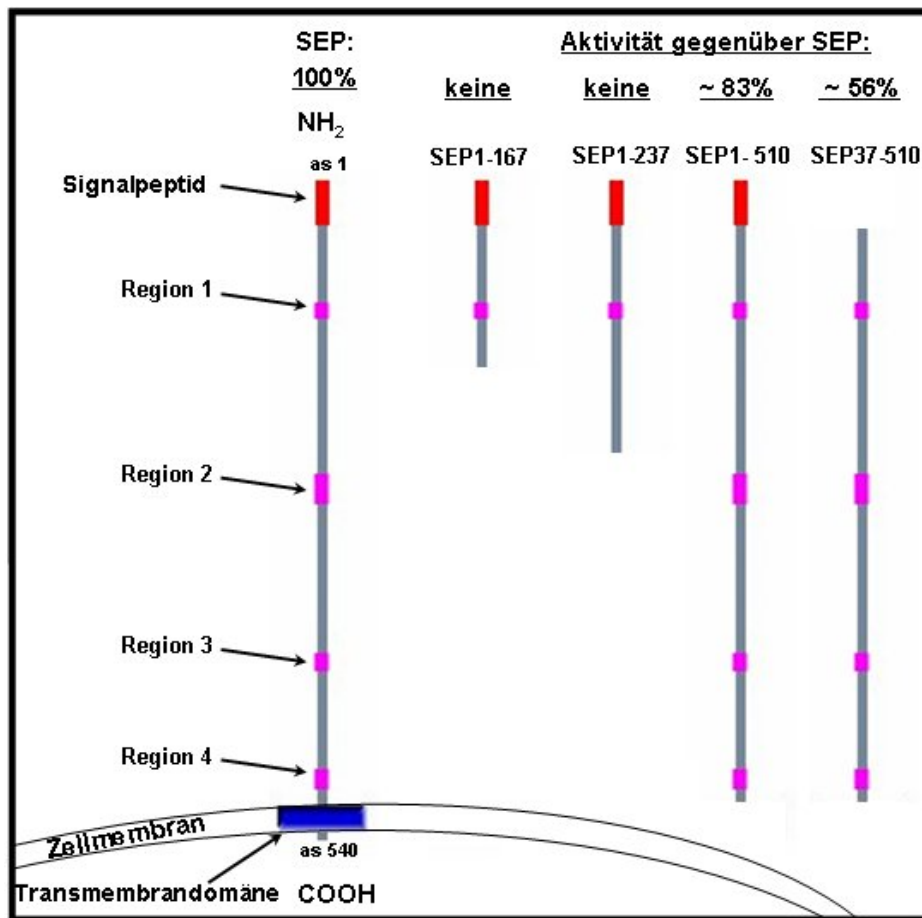 SEP:
Aktivität gegenüber SEP:
100%
keine
keine
~ 83%
~ 56%
NH₂
as 1
SEP1-167
SEP1-237
SEP1- 510
SEP37-510
Signalpeptid
Region 1
Region 2
Region 3
Region 4
Zellmembran
as 540
Transmembrandomäne
COOH